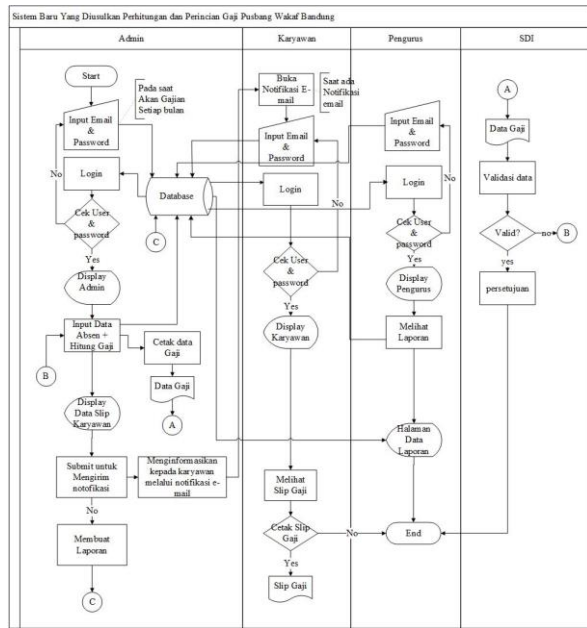 Sistem Baru Yang Diusulkan Perhitungan dan Perincian Gaji Pusbang Wakaf Bandung
Admin
Karyawan
Pengurus
SDI
Start
Pada saat
Akan Gajian
Setiap bulan
Input Email
&
Password
No
Login
Cek User
&
password
Yes
Display
Admin
Input Data
Absen +
Hitung Gaji
B
Cetak data
Gaji
Data Gaji
A
Display
Data Slip
Karyawan
Submit untuk
Mengirim
notofikasi
Menginformasikan
kepada karyawan
melalui notifikasi e-
mail
No
Membuat
Laporan
C
Database
C
Buka
Notifikasi E-
mail
Saat ada
Notifikasi
email
Input Email
&
Password
Login
No
Cek User
&
password
Yes
Display
Karyawan
Melihat
Slip Gaji
Cetak Slip
Gaji
No
Yes
Slip Gaji
Input Email
&
Password
No
Login
Cek User
&
password
Yes
Display
Pengurus
Melihat
Laporan
Halaman
Data
Laporan
End
A
Data Gaji
Validasi data
Valid?
no
B
yes
persetujuan